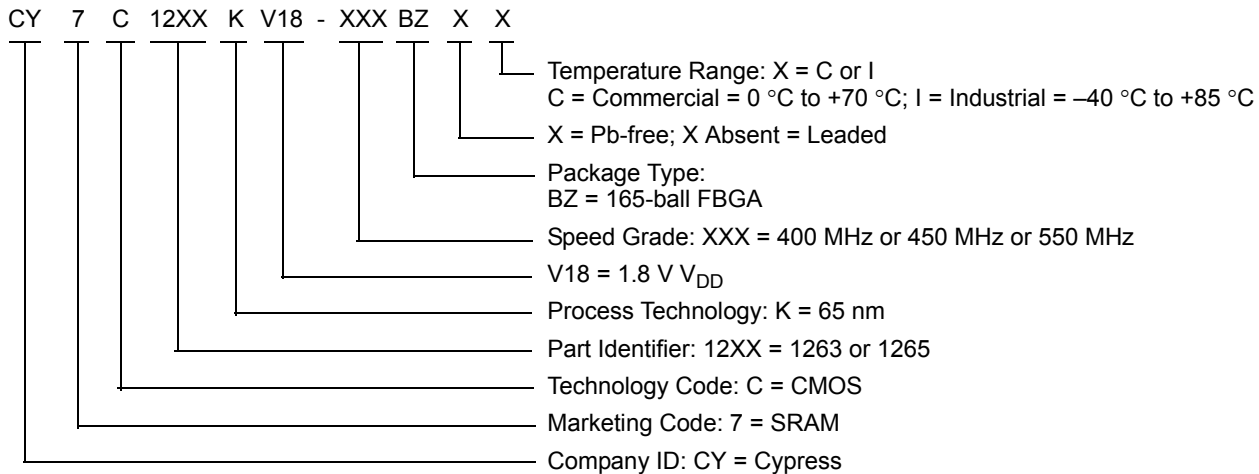 CY 7 C 12XX K V18 - XXX BZ X X
Temperature Range: X = C or I
C = Commercial = 0 °C to +70 °C; I = Industrial = –40 °C to +85 °C
X = Pb-free; X Absent = Leaded
Package Type:
BZ = 165-ball FBGA
Speed Grade: XXX = 400 MHz or 450 MHz or 550 MHz
V18 = 1.8 V VDD
Process Technology: K = 65 nm
Part Identifier: 12XX = 1263 or 1265
Technology Code: C = CMOS
Marketing Code: 7 = SRAM
Company ID: CY = Cypress